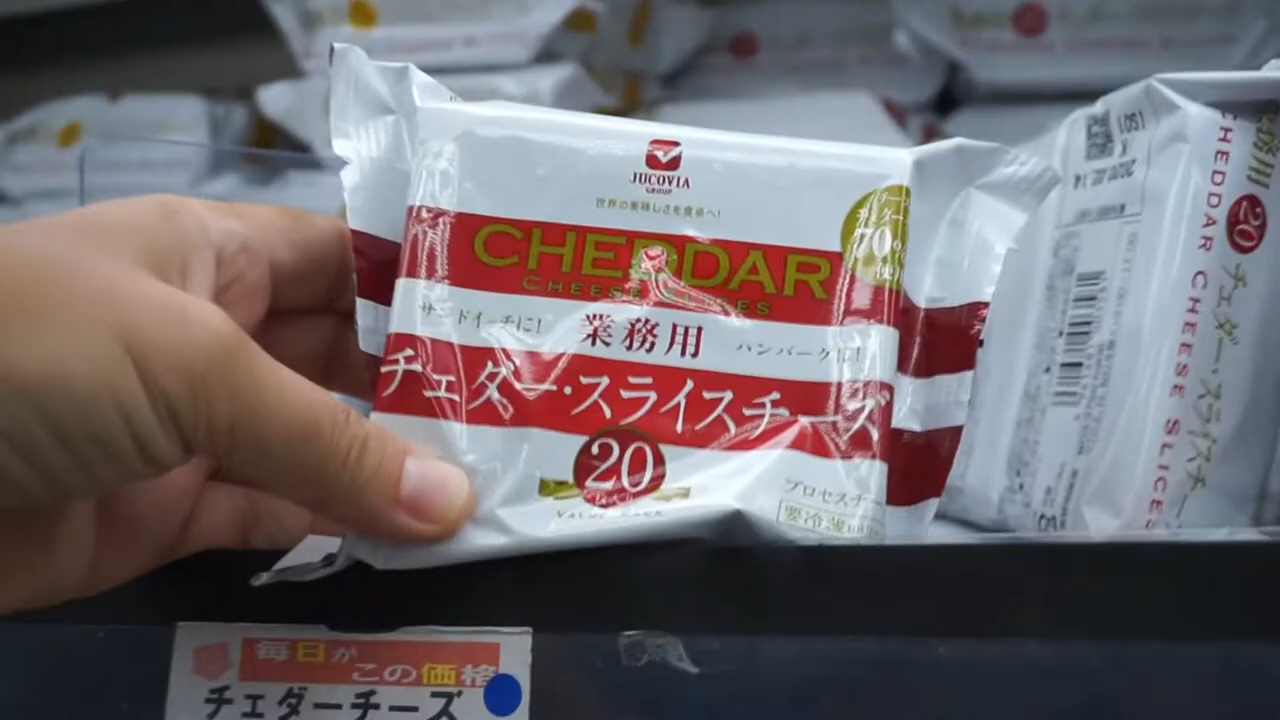 JUCOVIA
GROUP
世界の美味しさを食卓へ!
CHEDDAR
CHEESE SLICES
70%
サンドイッチに!
業務用
ハンバーグに!
チェダー・スライスチーズ
20
プロセスチー
要冷蔵
業務用 20 チェダー・スライスチー
CHEDDAR CHEESE SLICES
毎日が
この価格
チェダーチーズ